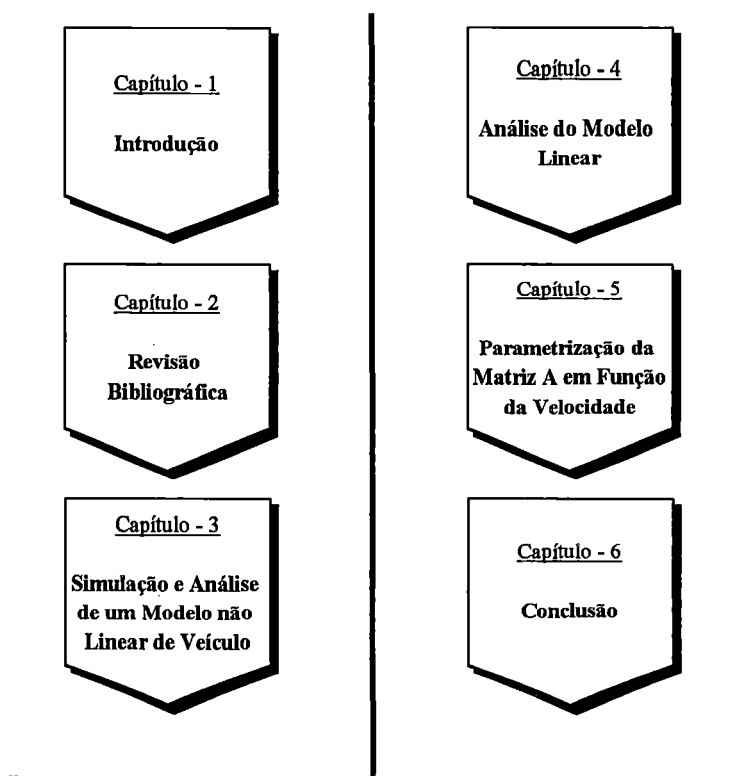 Capítulo - 1
Introdução
Capítulo - 2
Revisão
Bibliográfica
Capítulo - 3
Simulação e Análise
de um Modelo não
Linear de Veículo
Capítulo - 4
Análise do Modelo
Linear
Capítulo - 5
Parametrização da
Matriz A em Função
da Velocidade
Capítulo - 6
Conclusão